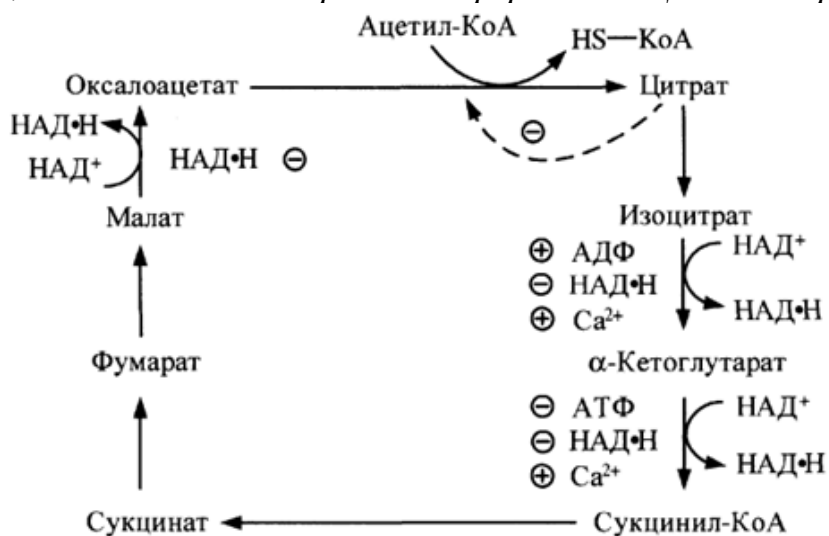 Ацетил-КоА
HS—KoA
Оксалоацетат
Цитрат
⊖
НАД•Н
НАД⁺
НАД•Н ⊖
Малат
Изоцитрат
⊕ АДФ
⊖ НАД•Н
⊕ Ca²⁺
НАД⁺
НАД•Н
Фумарат
α-Кетоглутарат
⊖ АТФ
⊖ НАД•Н
⊕ Ca²⁺
НАД⁺
НАД•Н
Сукцинат
Сукцинил-КоА